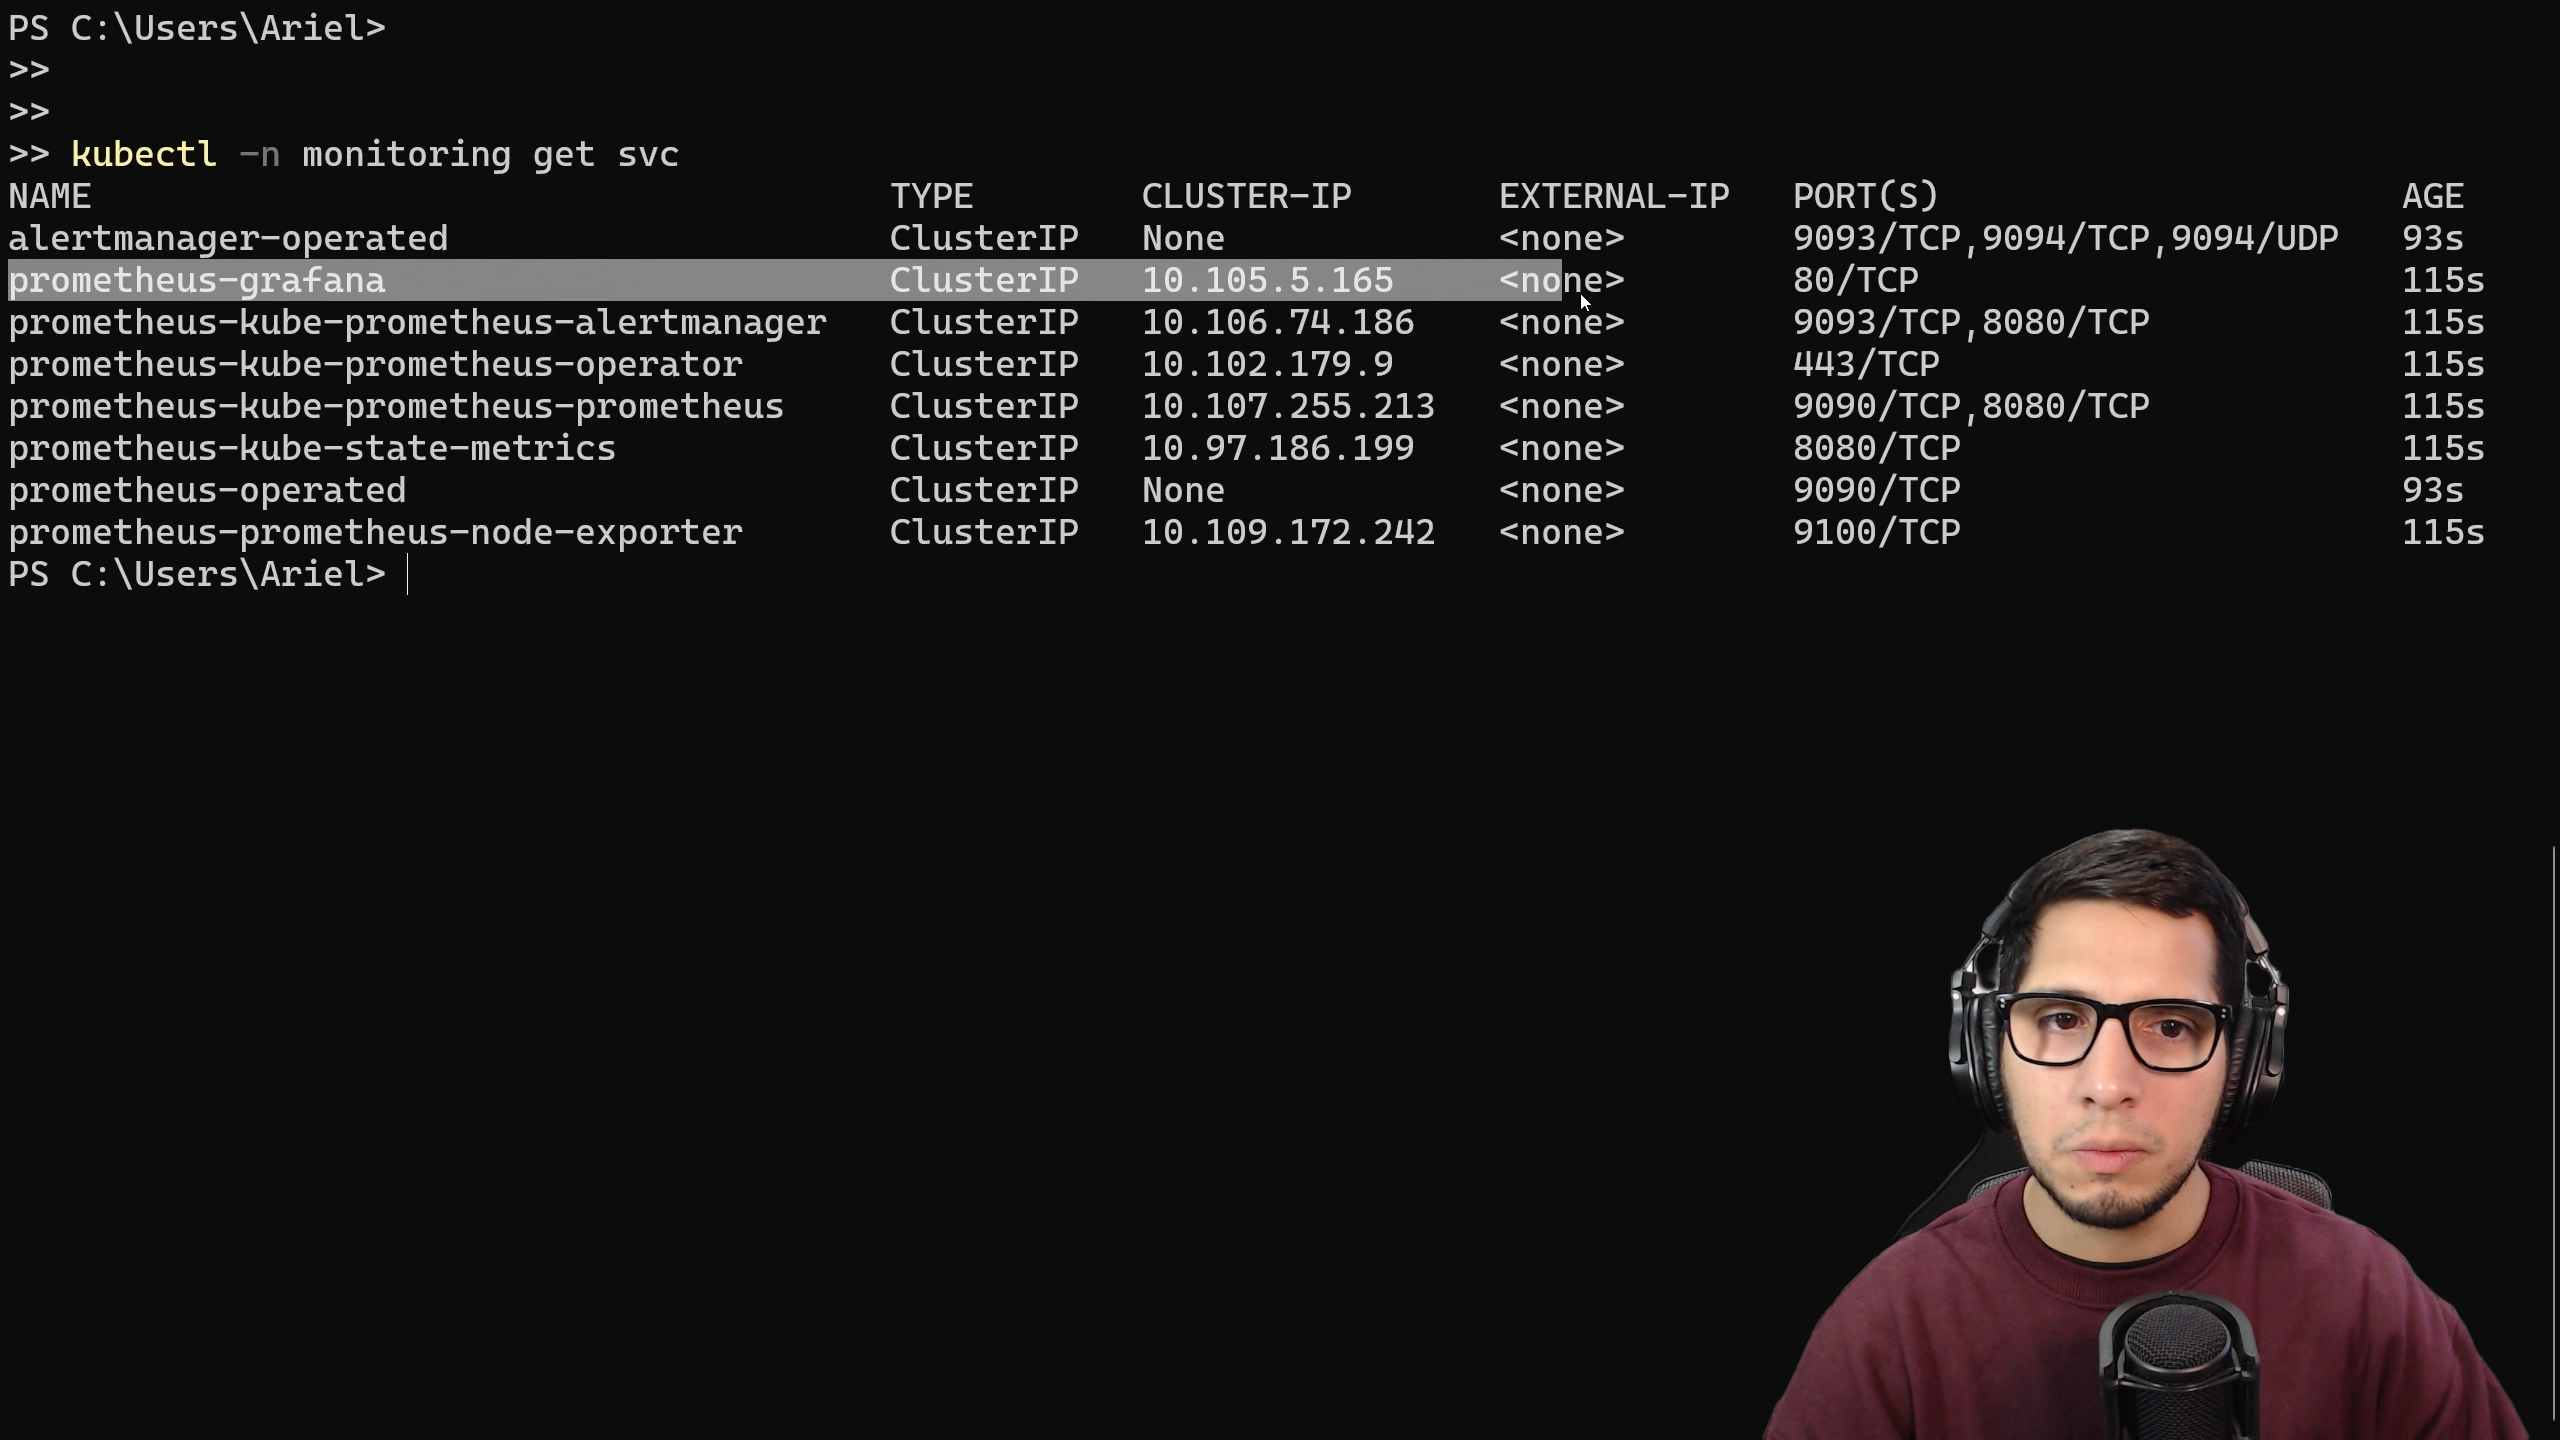 PS C:\Users\Ariel>
>>
>>
>> kubectl -n monitoring get svc
NAME TYPE CLUSTER-IP EXTERNAL-IP PORT(S) AGE
alertmanager-operated ClusterIP None <none> 9093/TCP,9094/TCP,9094/UDP 93s
prometheus-grafana ClusterIP 10.105.5.165 <none> 80/TCP 115s
prometheus-kube-prometheus-alertmanager ClusterIP 10.106.74.186 <none> 9093/TCP,8080/TCP 115s
prometheus-kube-prometheus-operator ClusterIP 10.102.179.9 <none> 443/TCP 115s
prometheus-kube-prometheus-prometheus ClusterIP 10.107.255.213 <none> 9090/TCP,8080/TCP 115s
prometheus-kube-state-metrics ClusterIP 10.97.186.199 <none> 8080/TCP 115s
prometheus-operated ClusterIP None <none> 9090/TCP 93s
prometheus-prometheus-node-exporter ClusterIP 10.109.172.242 <none> 9100/TCP 115s
PS C:\Users\Ariel>